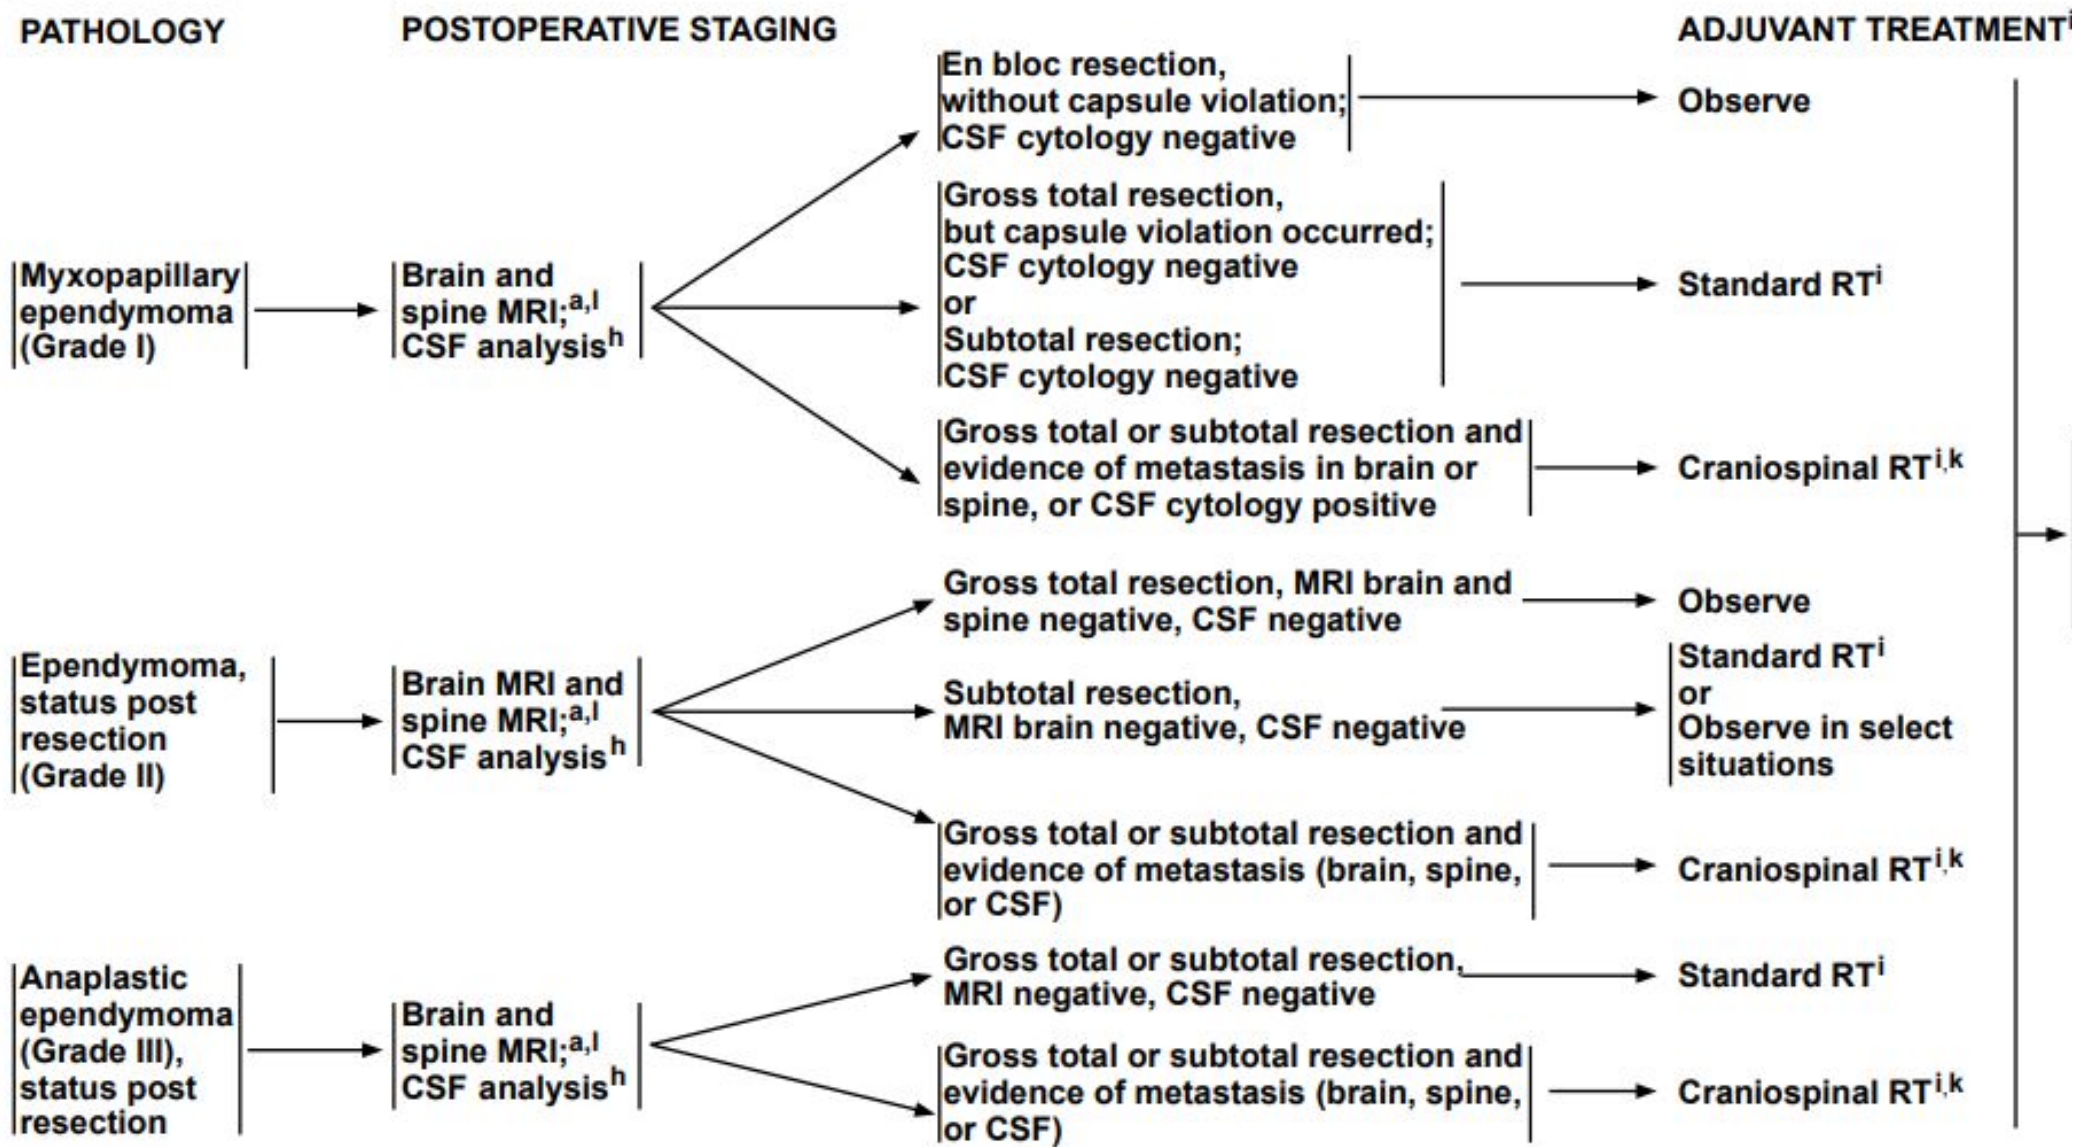 PATHOLOGY
POSTOPERATIVE STAGING
ADJUVANT TREATMENTi
Myxopapillary
ependymoma
(Grade I)
Brain and
spine MRI;a,l
CSF analysish
En bloc resection,
without capsule violation;
CSF cytology negative
Observe
Gross total resection,
but capsule violation occurred;
CSF cytology negative
or
Subtotal resection;
CSF cytology negative
Standard RTi
Gross total or subtotal resection and
evidence of metastasis in brain or
spine, or CSF cytology positive
Craniospinal RTi,k
Ependymoma,
status post
resection
(Grade II)
Brain MRI and
spine MRI;a,l
CSF analysish
Gross total resection, MRI brain and
spine negative, CSF negative
Observe
Subtotal resection,
MRI brain negative, CSF negative
Standard RTi
or
Observe in select
situations
Gross total or subtotal resection and
evidence of metastasis (brain, spine,
or CSF)
Craniospinal RTi,k
Anaplastic
ependymoma
(Grade III),
status post
resection
Brain and
spine MRI;a,l
CSF analysish
Gross total or subtotal resection,
MRI negative, CSF negative
Standard RTi
Gross total or subtotal resection and
evidence of metastasis (brain, spine,
or CSF)
Craniospinal RTi,k